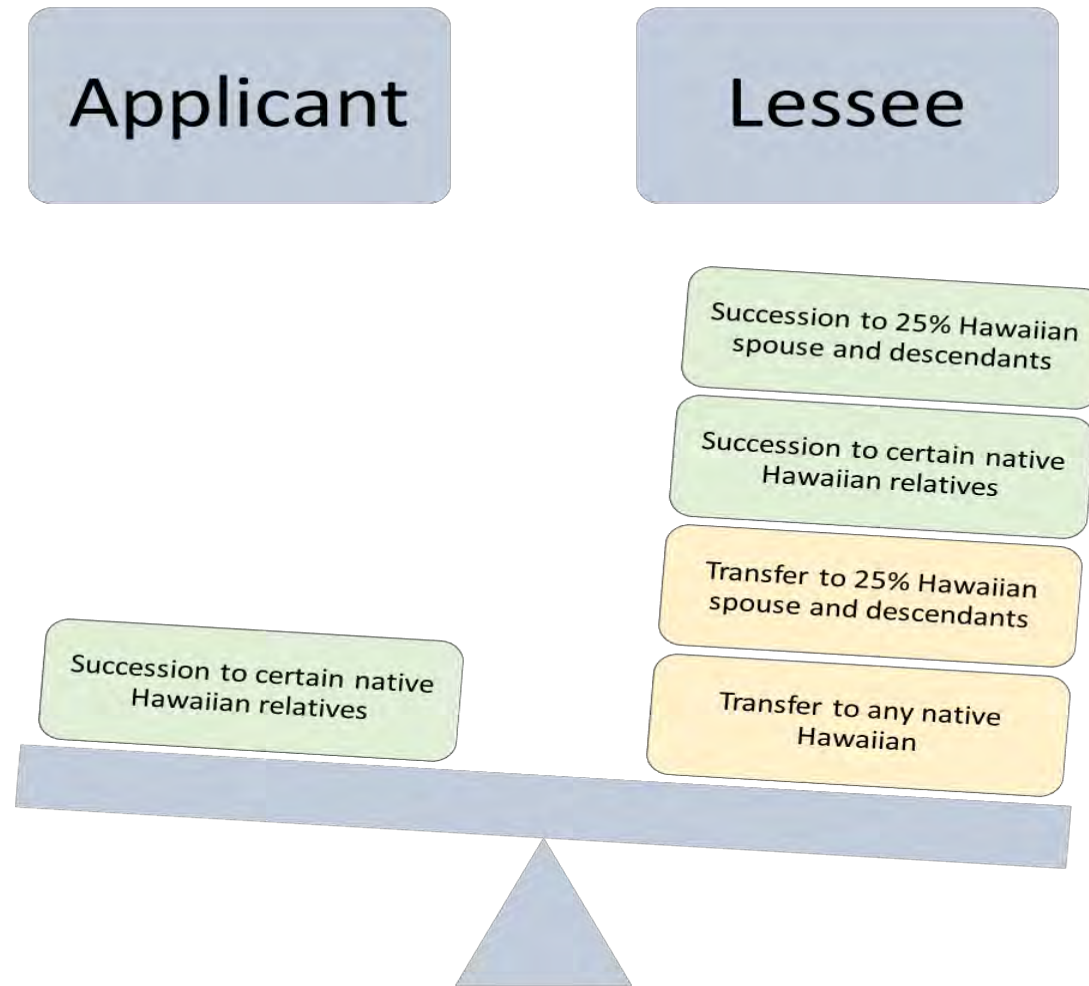 Applicant
Lessee
Succession to 25% Hawaiian
spouse and descendants
Succession to certain native
Hawaiian relatives
Transfer to 25% Hawaiian
spouse and descendants
Transfer to any native
Hawaiian
Succession to certain native
Hawaiian relatives